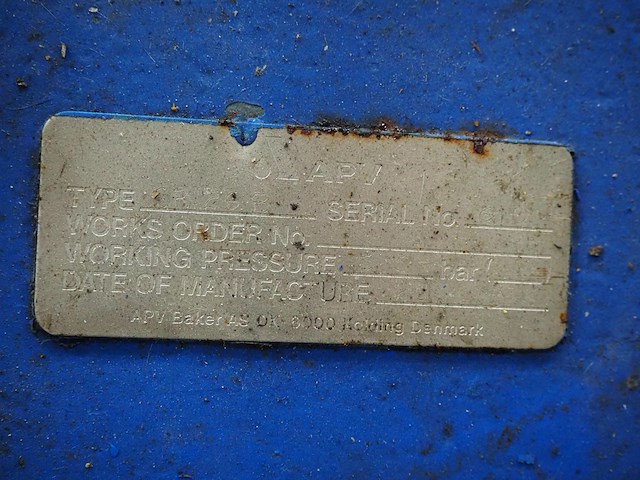 APV
TYPE SERIAL No.
WORKS ORDER No.
WORKING PRESSURE bar
DATE OF MANUFACTURE
APV Baker AS DK-6000 Kolding Denmark